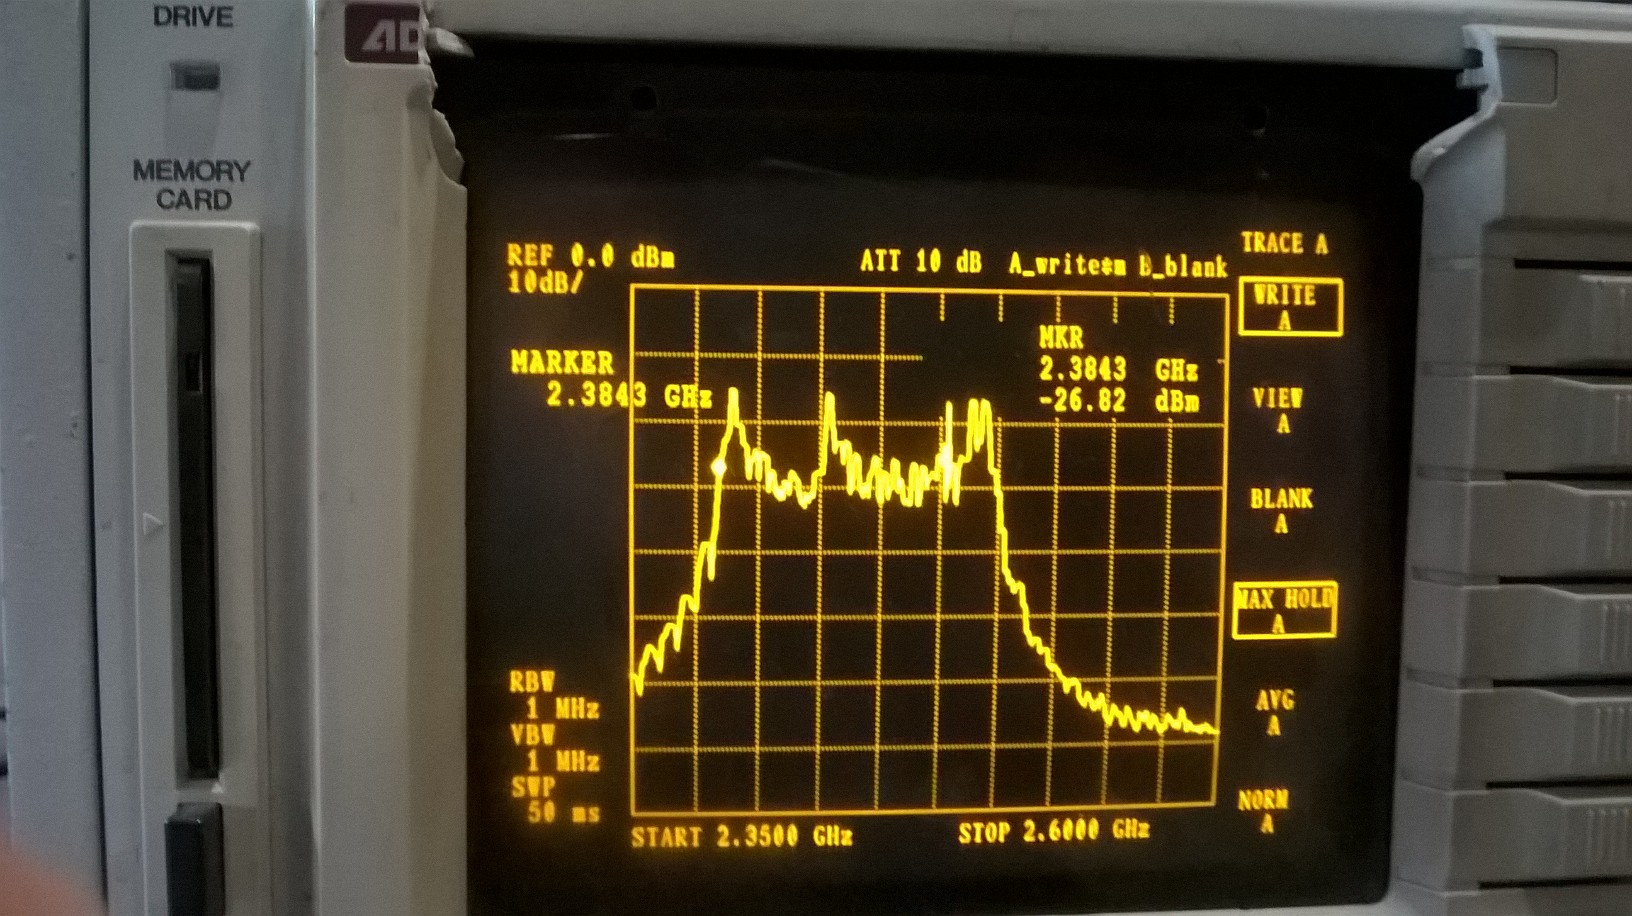 DRIVE
MEMORY
CARD
AD
REF 0.0 dBm
10dB/
ATT 10 dB A_write*m B_blank
MARKER
2.3843 GHz
MKR
2.3843 GHz
-26.82 dBm
RBW
1 MHz
VBW
1 MHz
SWP
50 ms
START 2.3500 GHz
STOP 2.6000 GHz
TRACE A
WRITE
A
VIEW
A
BLANK
A
MAX HOLD
A
AVG
A
NORM
A